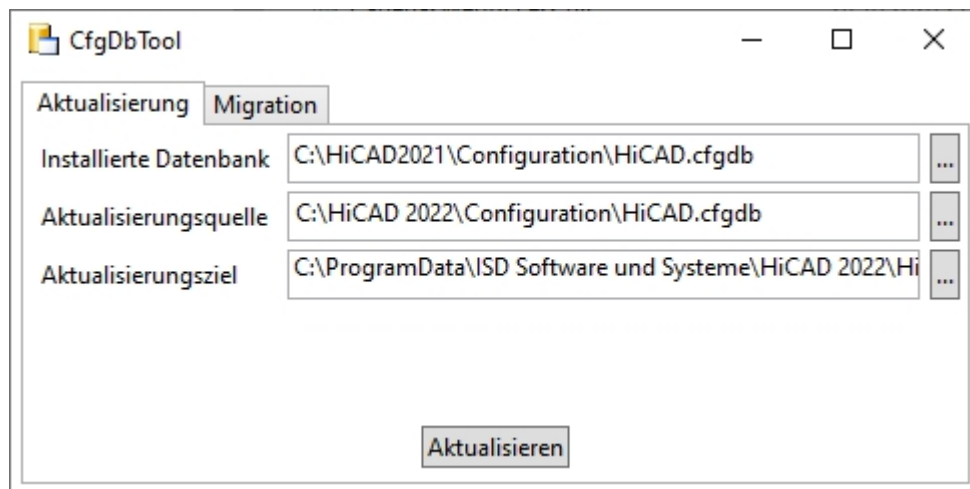 CfgDbTool
Aktualisierung Migration
Installierte Datenbank C:\HiCAD2021\Configuration\HiCAD.cfgdb ...
Aktualisierungsquelle C:\HiCAD 2022\Configuration\HiCAD.cfgdb ...
Aktualisierungsziel C:\ProgramData\ISD Software und Systeme\HiCAD 2022\Hi ...
Aktualisieren